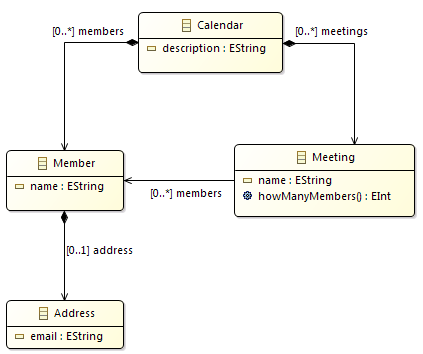 Calendar
description : EString
[0..*] members
[0..*] meetings
Member
name : EString
Meeting
name : EString
howManyMembers() : EInt
[0..*] members
[0..1] address
Address
email : EString